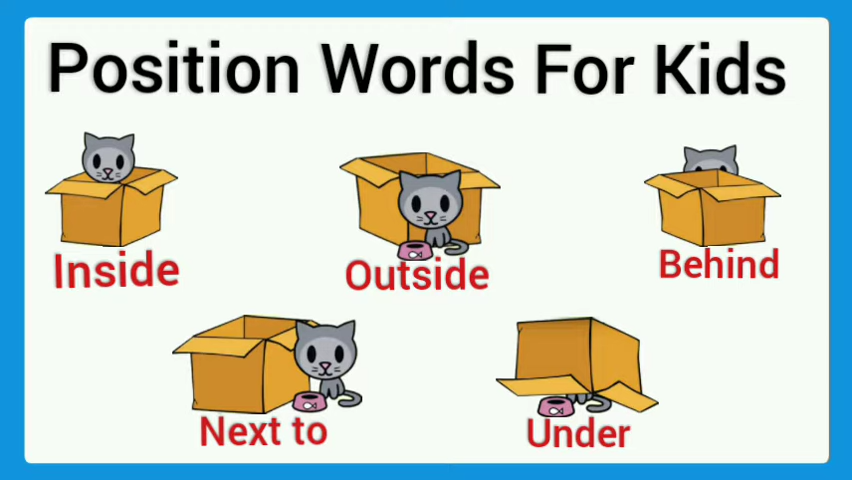 Position Words For Kids
Inside
Outside
Behind
Next to
Under